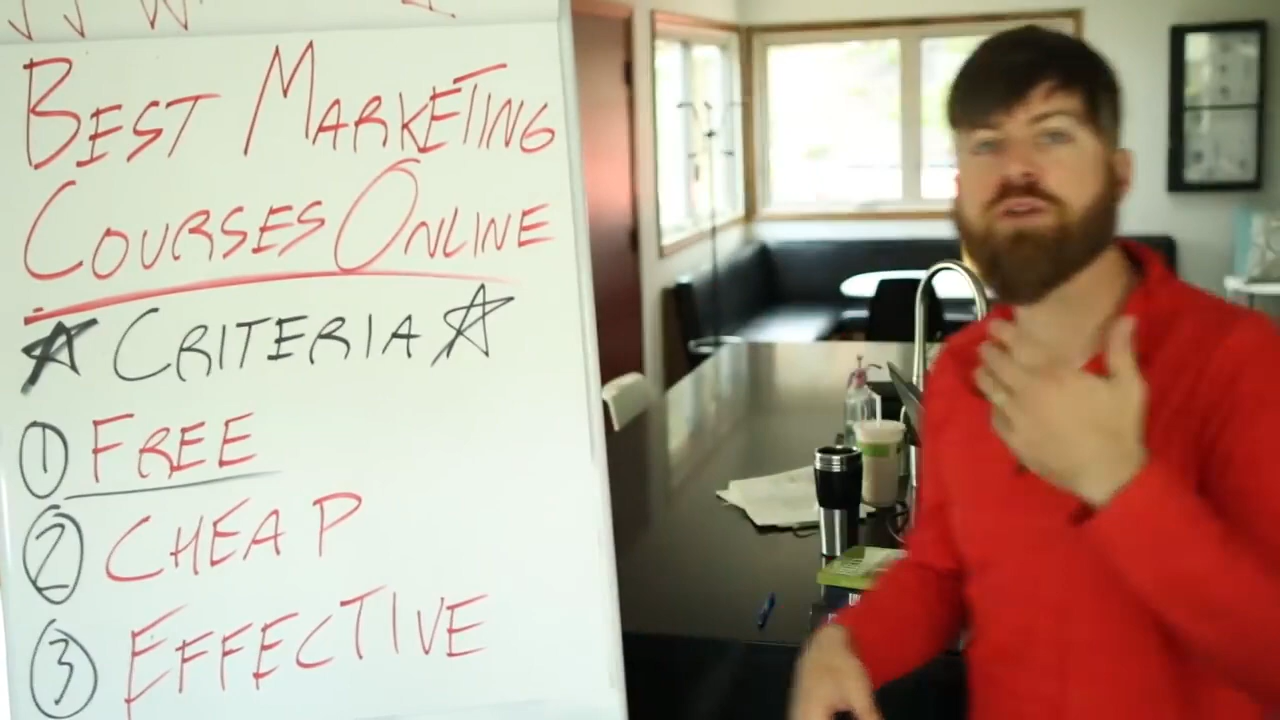 BEST MARKETING
COURSES ONLINE
CRITERIA
1 FREE
2 CHEAP
3 EFFECTIVE